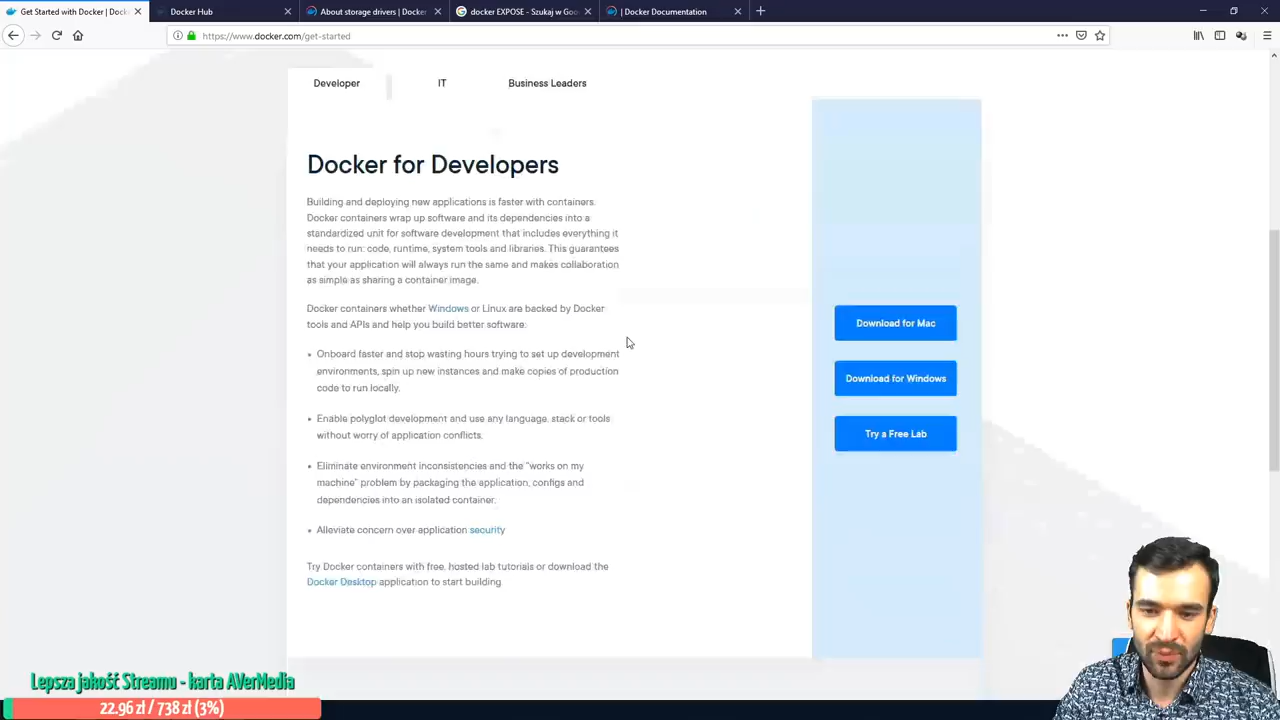 Get Started with Docker | Dock
Docker Hub
About storage drivers | Docker
docker EXPOSE - Szukaj w Goo
| Docker Documentation
https://www.docker.com/get-started
Developer
IT
Business Leaders
Docker for Developers
Building and deploying new applications is faster with containers.
Docker containers wrap up software and its dependencies into a
standardized unit for software development that includes everything it
needs to run: code, runtime, system tools and libraries. This guarantees
that your application will always run the same and makes collaboration
as simple as sharing a container image.
Docker containers whether Windows or Linux are backed by Docker
tools and APIs and help you build better software:
• Onboard faster and stop wasting hours trying to set up development
environments, spin up new instances and make copies of production
code to run locally.
• Enable polyglot development and use any language, stack or tools
without worry of application conflicts.
• Eliminate environment inconsistencies and the "works on my
machine" problem by packaging the application, configs and
dependencies into an isolated container.
• Alleviate concern over application security
Try Docker containers with free, hosted lab tutorials or download the
Docker Desktop application to start building
Download for Mac
Download for Windows
Try a Free Lab
Lepsza jakość Streamu - karta AVerMedia
22.96 zł / 738 zł (3%)